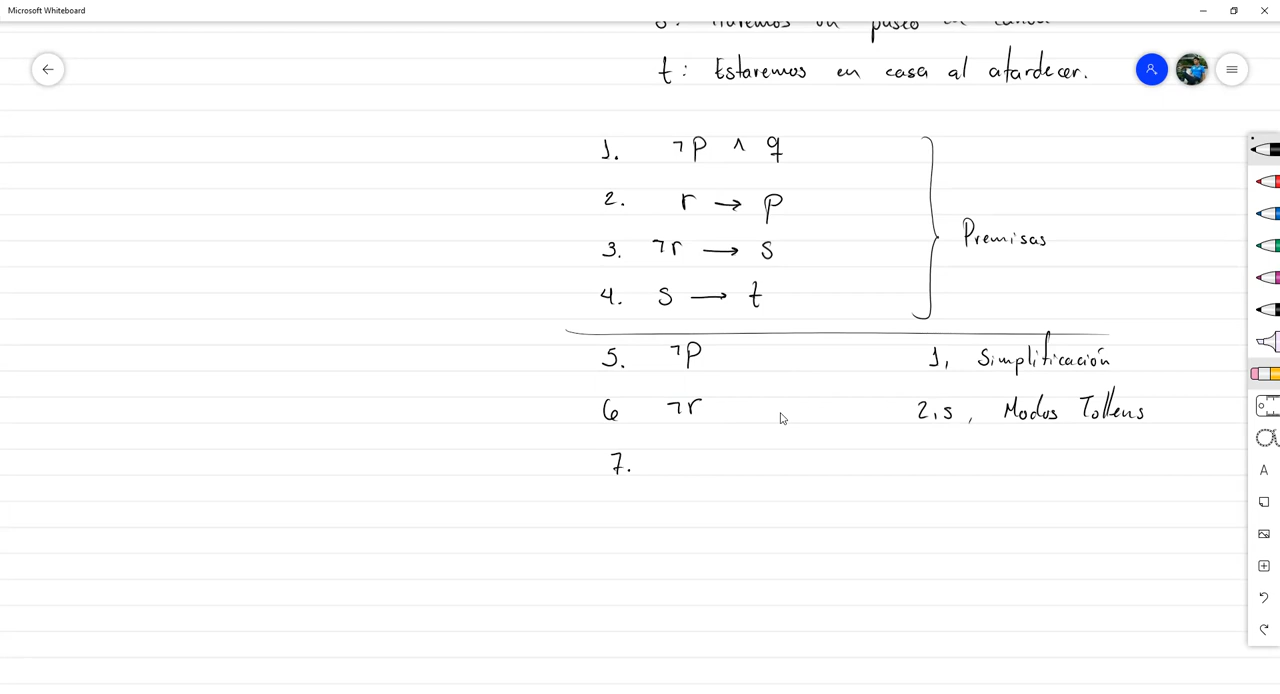 Microsoft Whiteboard
t: Estaremos en casa al atardecer.
1. ¬p ∧ q
2. r → p
3. ¬r → s
4. s → t
Premisas
5. ¬p 1, Simplificación
6 ¬r 2,5, Modos Tollens
7.
A